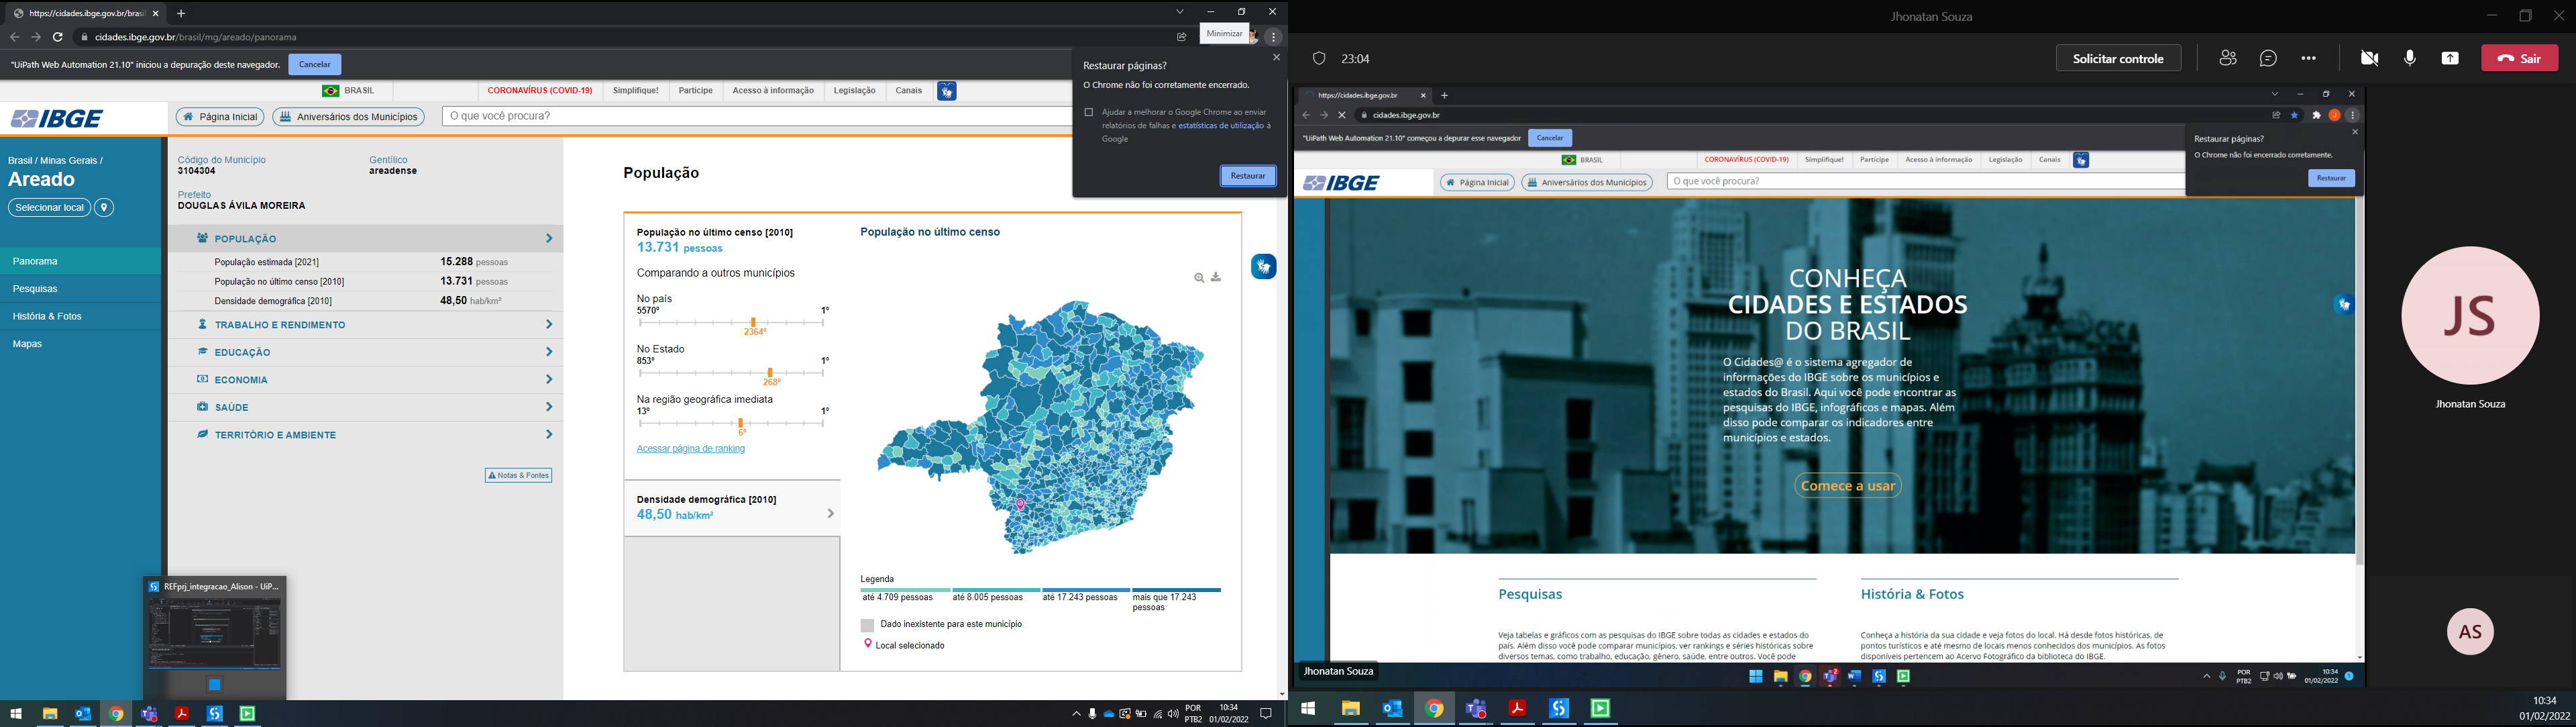 https://cidades.ibge.gov.br/brasil
cidades.ibge.gov.br/brasil/mg/areado/panorama
Minimizar
"UiPath Web Automation 21.10" iniciou a depuração deste navegador.
Cancelar
Restaurar páginas?
O Chrome não foi corretamente encerrado.
Ajudar a melhorar o Google Chrome ao enviar
relatórios de falhas e estatísticas de utilização à
Google
Restaurar
BRASIL
CORONAVÍRUS (COVID-19)
Simplifique!
Participe
Acesso à informação
Legislação
Canais
IBGE
Página Inicial
Aniversários dos Municípios
O que você procura?
Brasil / Minas Gerais /
Areado
Selecionar local
Panorama
Pesquisas
História & Fotos
Mapas
Código do Município
3104304
Gentílico
areadense
Prefeito
DOUGLAS ÁVILA MOREIRA
POPULAÇÃO
População estimada [2021] 15.288 pessoas
População no último censo [2010] 13.731 pessoas
Densidade demográfica [2010] 48,50 hab/km²
TRABALHO E RENDIMENTO
EDUCAÇÃO
ECONOMIA
SAÚDE
TERRITÓRIO E AMBIENTE
Notas & Fontes
População
População no último censo [2010]
13.731 pessoas
Comparando a outros municípios
No país
5570º 1º
2364º
No Estado
853º 1º
268º
Na região geográfica imediata
13º 1º
6º
Acessar página de ranking
Densidade demográfica [2010]
48,50 hab/km²
População no último censo
Legenda
até 4.709 pessoas
até 8.005 pessoas
até 17.243 pessoas
mais que 17.243
pessoas
Dado inexistente para este município
Local selecionado
REFprj_integracao_Alison - UiP...
POR
PTB2
10:34
01/02/2022
Jhonatan Souza
23:04
Solicitar controle
Sair
https://cidades.ibge.gov.br
cidades.ibge.gov.br
"UiPath Web Automation 21.10" começou a depurar esse navegador
Cancelar
Restaurar páginas?
O Chrome não foi encerrado corretamente.
Restaurar
BRASIL
CORONAVÍRUS (COVID-19)
Simplifique!
Participe
Acesso à informação
Legislação
Canais
IBGE
Página Inicial
Aniversários dos Municípios
O que você procura?
CONHEÇA
CIDADES E ESTADOS
DO BRASIL
O Cidades@ é o sistema agregador de
informações do IBGE sobre os municípios e
estados do Brasil. Aqui você pode encontrar as
pesquisas do IBGE, infográficos e mapas. Além
disso pode comparar os indicadores entre
municípios e estados.
Comece a usar
Pesquisas
Veja tabelas e gráficos com as pesquisas do IBGE sobre todas as cidades e estados do
país. Além disso você pode comparar municípios, ver rankings e séries históricas sobre
diversos temas, como trabalho, educação, gênero, saúde, entre outros. Você pode
História & Fotos
Conheça a história da sua cidade e veja fotos do local. Há desde fotos históricas, de
pontos turísticos e até mesmo de locais menos conhecidos dos municípios. As fotos
disponíveis pertencem ao Acervo Fotográfico da biblioteca do IBGE.
Jhonatan Souza
POR
PTB2
10:34
01/02/2022
JS
Jhonatan Souza
AS
10:34
01/02/2022